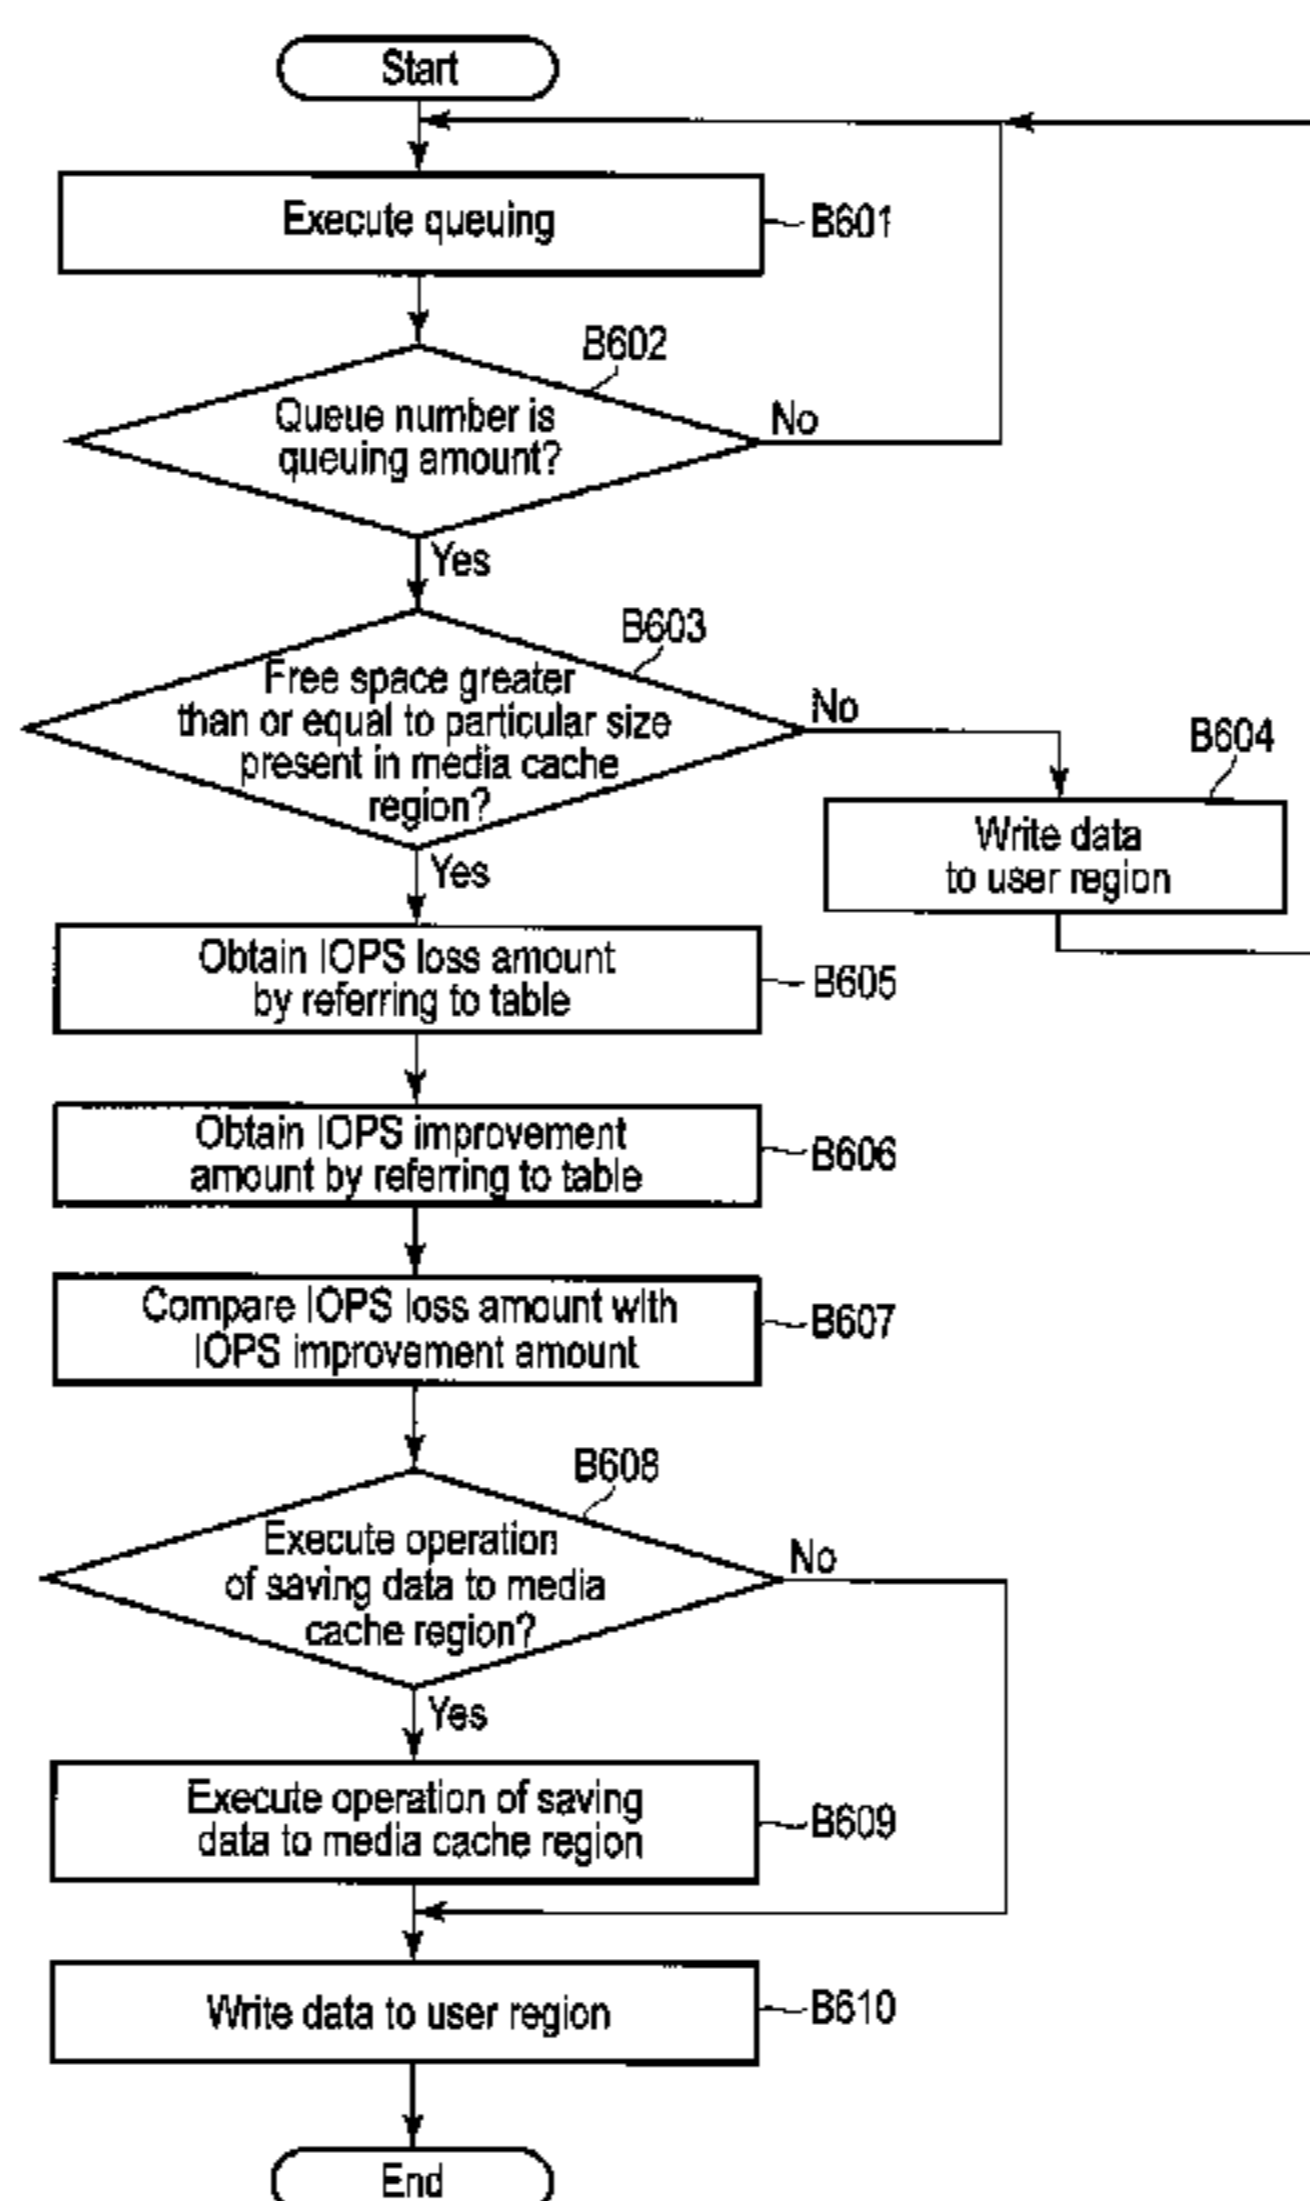 Start
Execute queuing
B601
B602
Queue number is
queuing amount?
No
Yes
B603
Free space greater
than or equal to particular size
present in media cache
region?
No
B604
Write data
to user region
Yes
Obtain IOPS loss amount
by referring to table
B605
Obtain IOPS improvement
amount by referring to table
B606
Compare IOPS loss amount with
IOPS improvement amount
B607
B608
Execute operation
of saving data to media
cache region?
No
Yes
Execute operation of saving
data to media cache region
B609
Write data to user region
B610
End